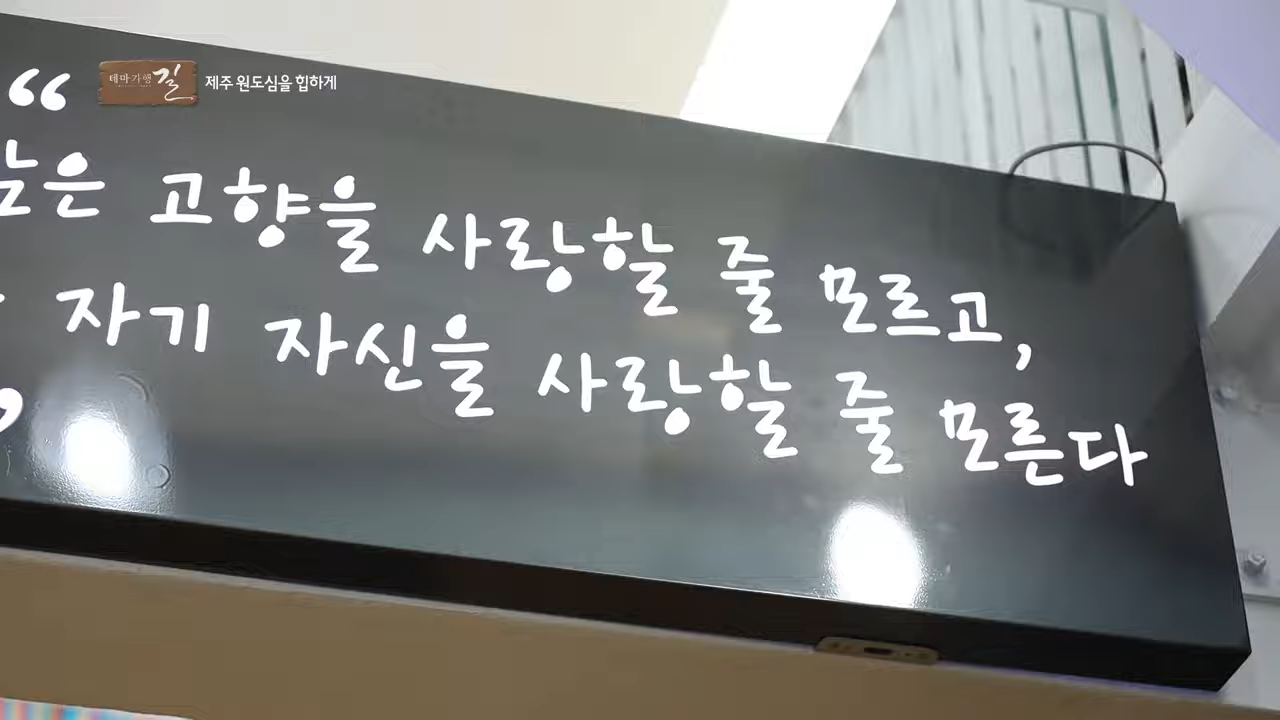 테마기행 길 제주 원도심을 힙하게
“
은 고향을 사랑할 줄 모르고,
자기 자신을 사랑할 줄 모른다